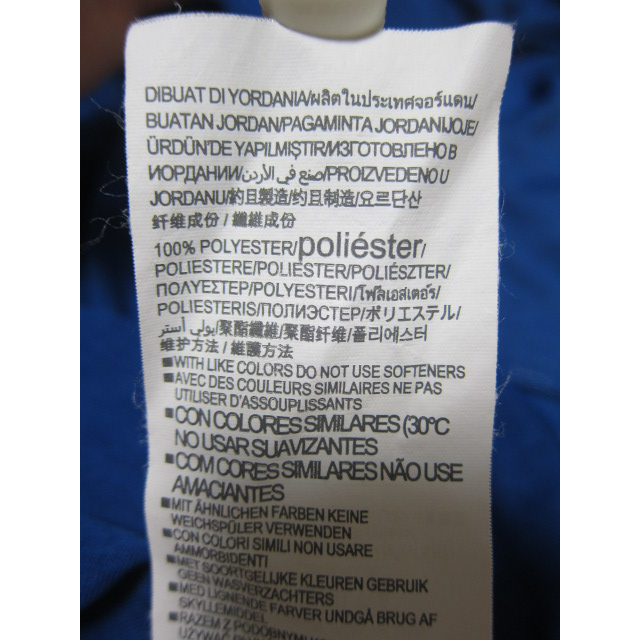 DIBUAT DI YORDANIA/ผลิตในประเทศจอร์แดน/
BUATAN JORDAN/PAGAMINTA JORDANIJOJE/
ÜRDÜN'DE YAPILMIŞTIR/ИЗГОТОВЛЕНО В
ИОРДАНИИ/صنع في الأردن/PROIZVEDENO U
JORDANU/約旦製造/约旦制造/요르단산
纤维成份 / 纖維成份
100% POLYESTER/poliéster/
POLIESTERE/POLIESTER/POLIÉSZTER/
ΠΟΛΥΕΣΤΕΡ/POLYESTERI/โพลีเอสเตอร์/
POLIESTERIS/ПОЛИЭСТЕР/ポリエステル/
بولي أستر/聚酯纖維/聚酯纤维/폴리에스터
维护方法 / 維護方法
■WITH LIKE COLORS DO NOT USE SOFTENERS
■AVEC DES COULEURS SIMILAIRES NE PAS
UTILISER D'ASSOUPLISSANTS
■CON COLORES SIMILARES (30°C
NO USAR SUAVIZANTES
■COM CORES SIMILARES NÃO USE
AMACIANTES
■MIT ÄHNLICHEN FARBEN KEINE
WEICHSPÜLER VERWENDEN
■CON COLORI SIMILI NON USARE
AMMORBIDENTI
■MET SOORTGELIJKE KLEUREN GEBRUIK
GEEN WASVERZACHTERS
■MED LIGNENDE FARVER UNDGÅ BRUG AF
SKYLLEMIDDEL
■RAZEM Z PODOBNYMI
UŻYWAĆ